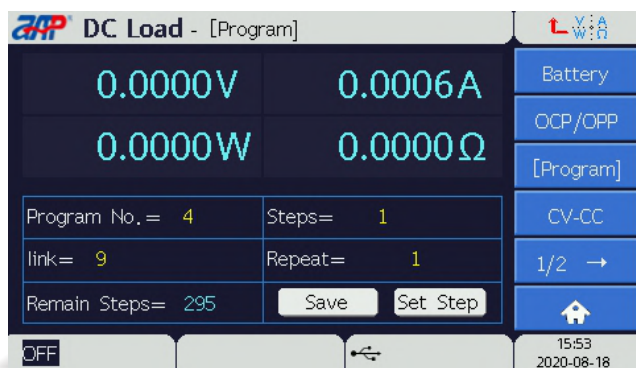 AAP DC Load - [Program]
V A
W Ω
0.0000V 0.0006A
0.0000W 0.0000Ω
Program No.= 4 Steps= 1
link= 9 Repeat= 1
Remain Steps= 295 Save Set Step
Battery
OCP/OPP
[Program]
CV-CC
1/2 →
OFF
15:53
2020-08-18